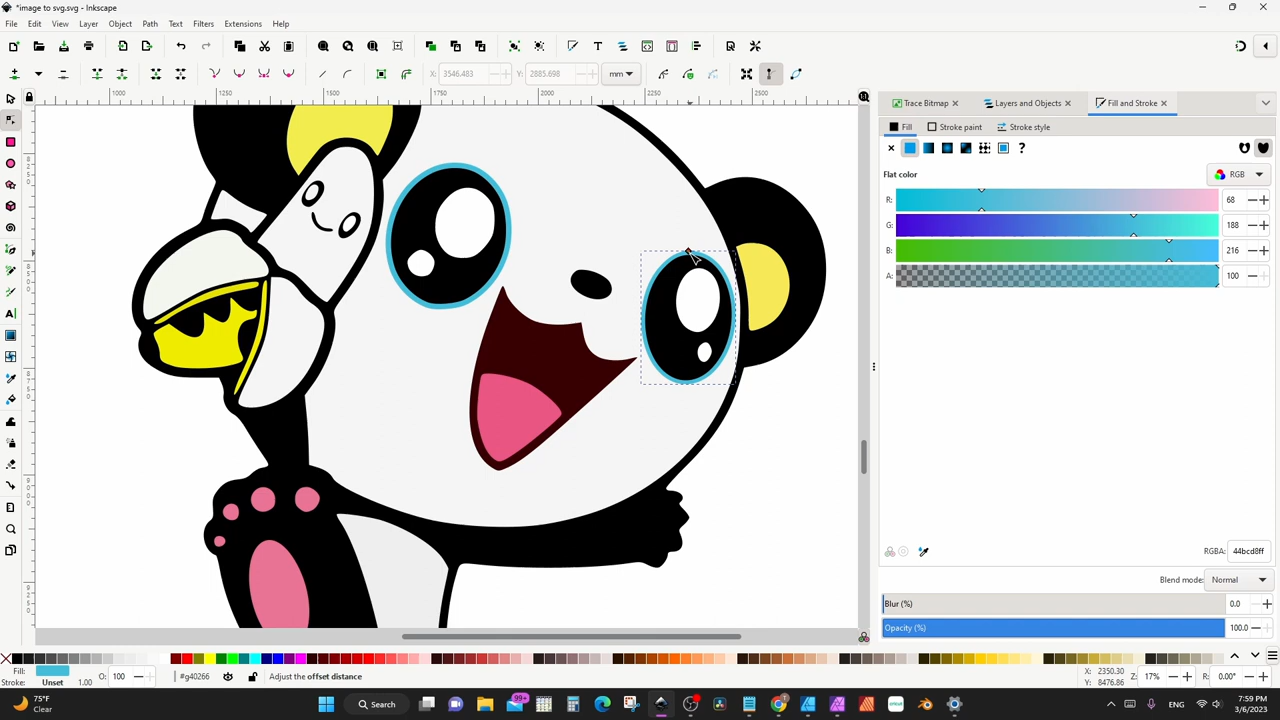 *image to svg.svg - Inkscape
File Edit View Layer Object Path Text Filters Extensions Help
X: 3546.483 Y: 2885.698 mm
1000 1250 1500 1750 2000 2250 2500
Trace Bitmap Layers and Objects Fill and Stroke
Fill Stroke paint Stroke style
?
Flat color RGB
R: 68
G: 188
B: 216
A: 100
RGBA: 44bcd8ff
Blend mode: Normal
Blur (%) 0.0
Opacity (%) 100.0
Fill:
Stroke: Unset 1.00 O: 100 #g40266 Adjust the offset distance
X: 2350.30
Y: 8476.86
Z: 17% R: 0.00°
75°F
Clear
Search
99+
cricut
7:59 PM
3/6/2023